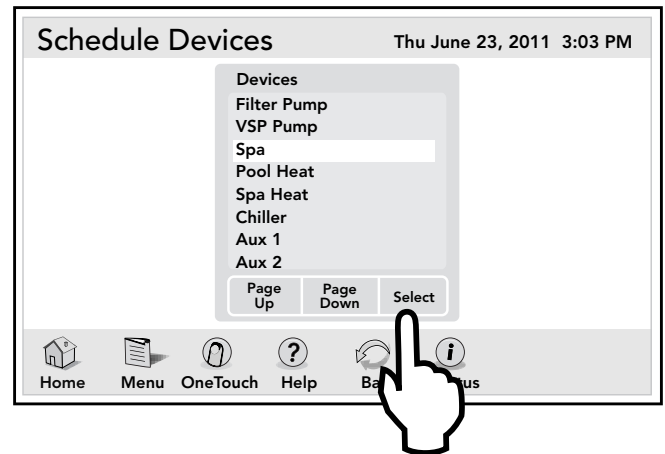 Schedule Devices
Thu June 23, 2011 3:03 PM
Devices
Filter Pump
VSP Pump
Spa
Pool Heat
Spa Heat
Chiller
Aux 1
Aux 2
Page Up
Page Down
Select
Home
Menu
OneTouch
Help